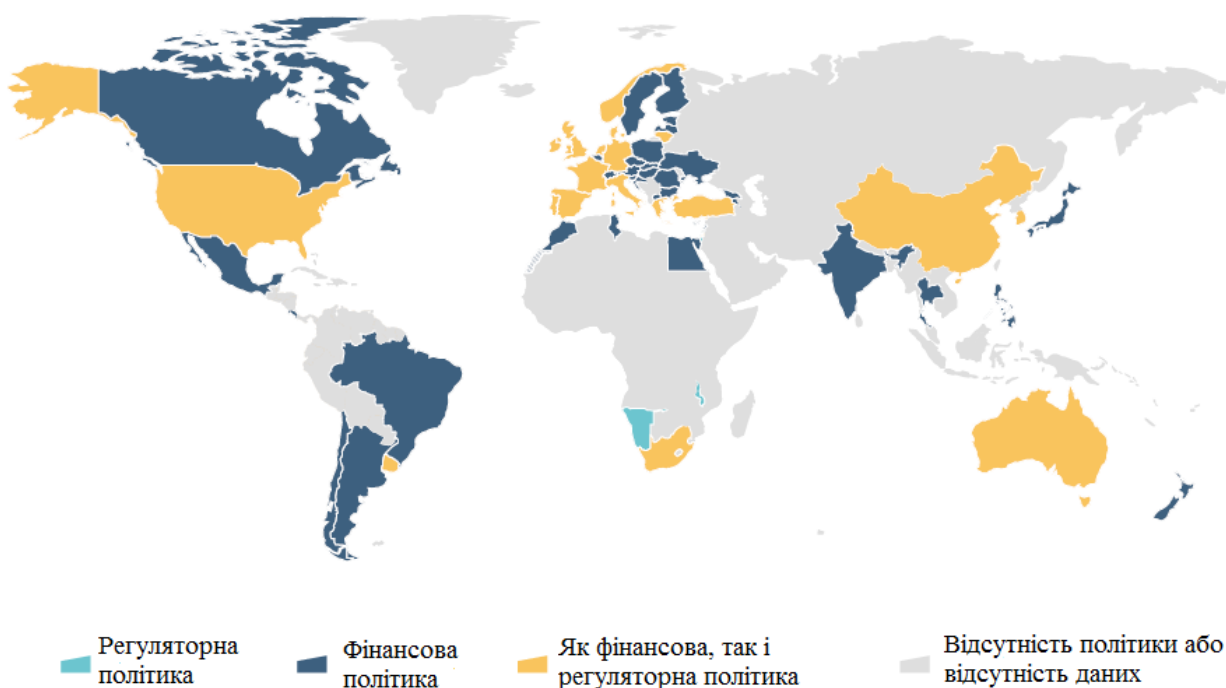 Регуляторна
політика
Фінансова
політика
Як фінансова, так і
регуляторна політика
Відсутність політики або
відсутність даних